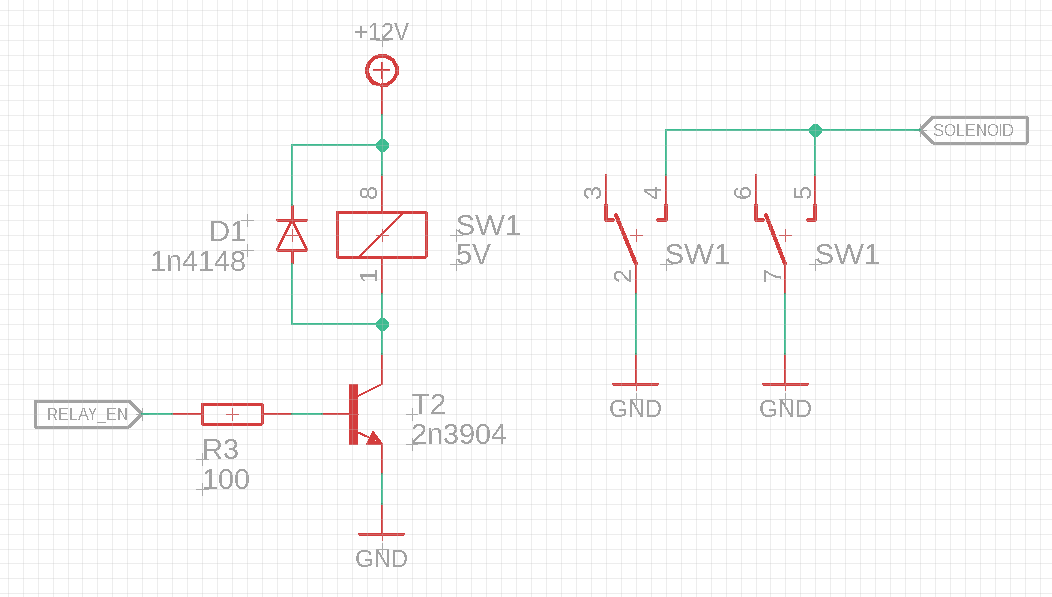 +12V
SOLENOID
8
3
4
6
5
D1
1n4148
SW1
5V
SW1
SW1
1
2
7
RELAY_EN
R3
100
T2
2n3904
GND
GND
GND